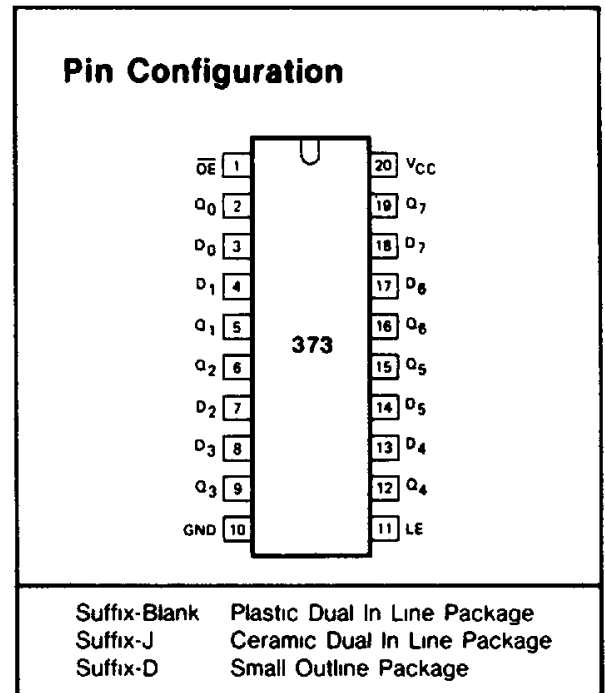 Pin Configuration
OE 1 20 VCC
Q0 2 19 Q7
D0 3 18 D7
D1 4 17 D6
Q1 5 16 Q6
373
Q2 6 15 Q5
D2 7 14 D5
D3 8 13 D4
Q3 9 12 Q4
GND 10 11 LE
Suffix-Blank Plastic Dual In Line Package
Suffix-J Ceramic Dual In Line Package
Suffix-D Small Outline Package